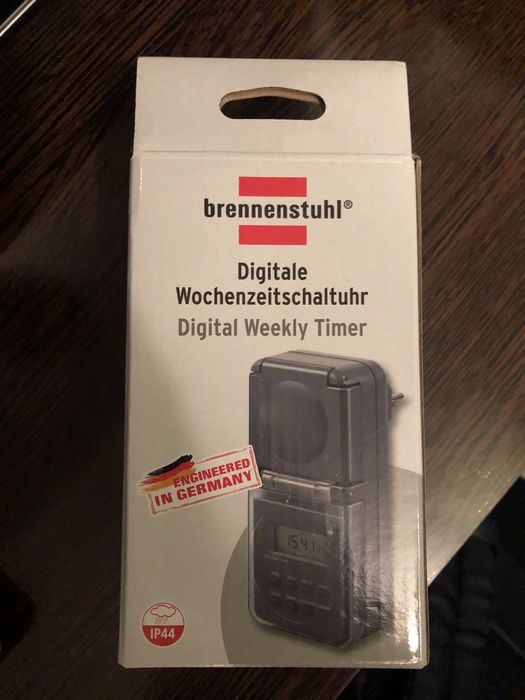 brennenstuhl®
Digitale
Wochenzeitschaltuhr
Digital Weekly Timer
ENGINEERED
IN GERMANY
15:41
IP44